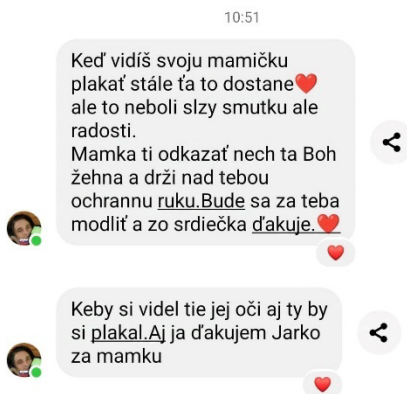 10:51
Keď vidíš svoju mamičku
plakať stále ťa to dostane❤️
ale to neboli slzy smutku ale
radosti.
Mamka ti odkazať nech ta Boh
žehna a drži nad tebou
ochrannu ruku.Bude sa za teba
modliť a zo srdiečka ďakuje.❤️
Keby si videl tie jej oči aj ty by
si plakal.Aj ja ďakujem Jarko
za mamku